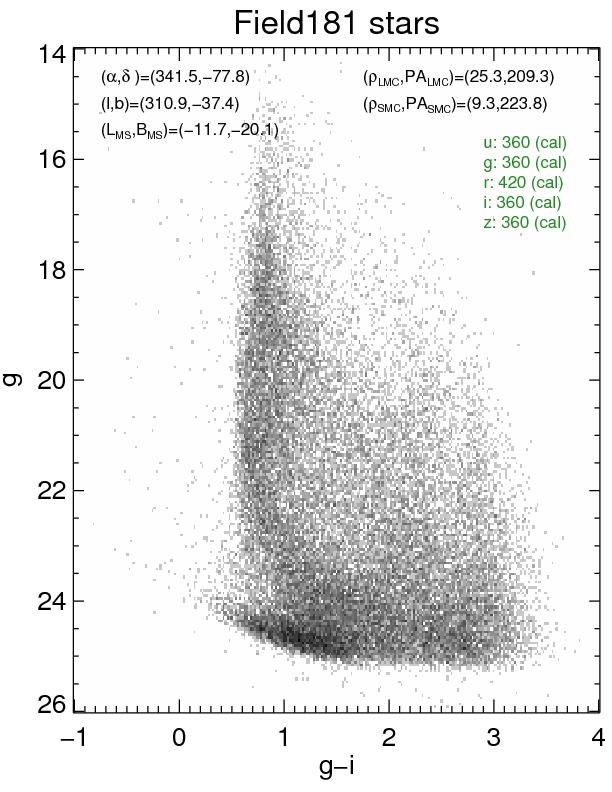 Field181 stars
(α,δ )=(341.5,−77.8)
(ρLMC,PALMC)=(25.3,209.3)
(l,b)=(310.9,−37.4)
(ρSMC,PASMC)=(9.3,223.8)
(LMS,BMS)=(−11.7,−20.1)
u: 360 (cal)
g: 360 (cal)
r: 420 (cal)
i: 360 (cal)
z: 360 (cal)
14
16
18
20
22
24
26
g
−1 0 1 2 3 4
g−i